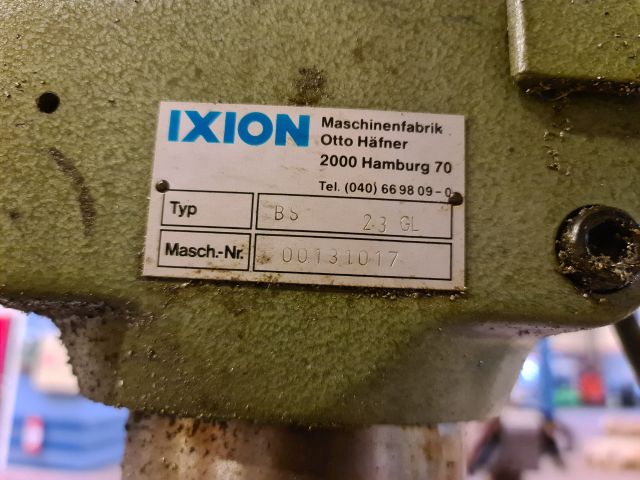 IXION
Maschinenfabrik
Otto Häfner
2000 Hamburg 70
Tel. (040) 66 98 09 - 0
Typ BS 23 GL
Masch.-Nr. 00131017